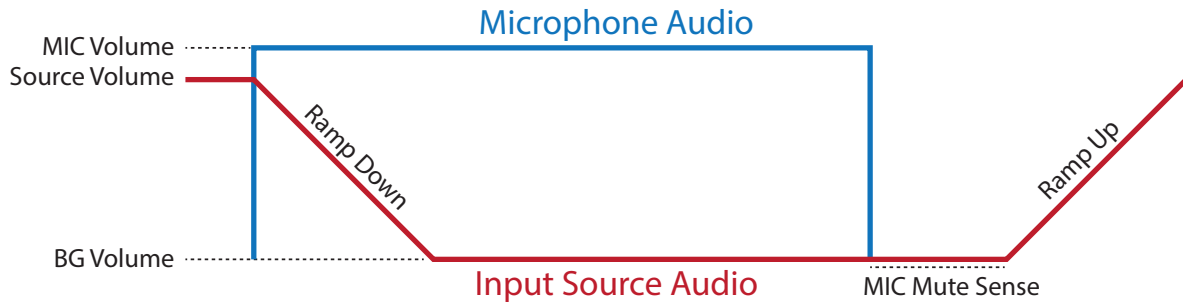 Microphone Audio
MIC Volume
Source Volume
Ramp Down
Ramp Up
BG Volume
Input Source Audio
MIC Mute Sense